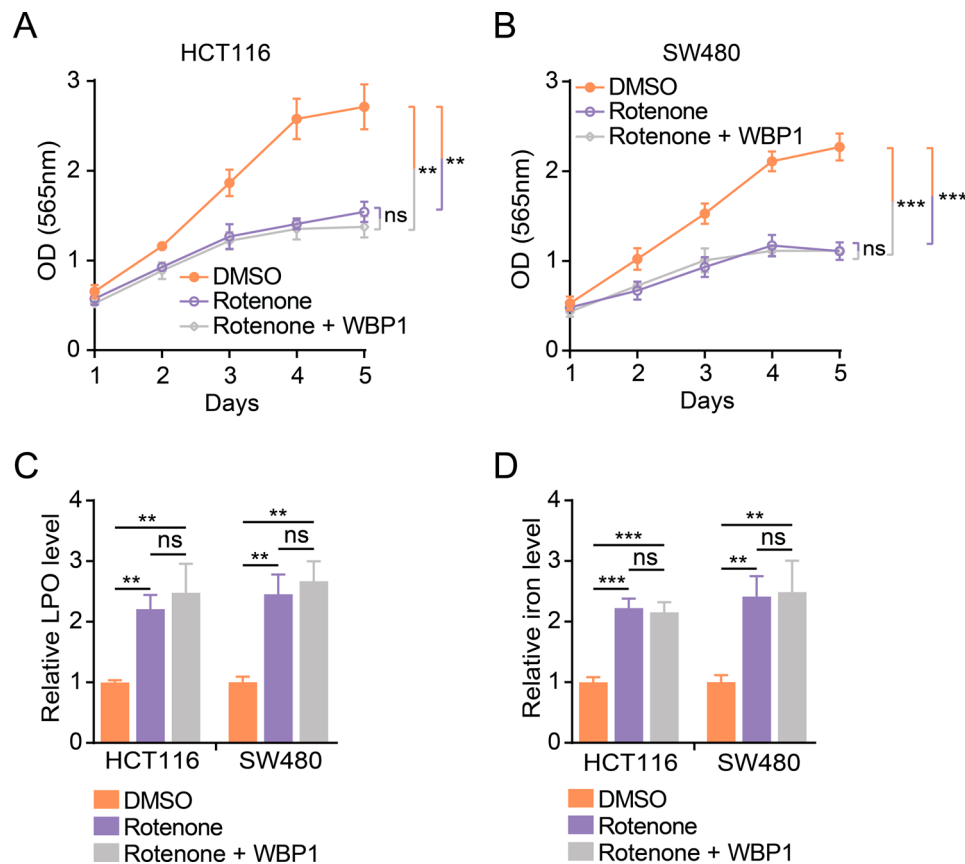 A
HCT116
3
2
1
0
OD (565nm)
**
**
ns
DMSO
Rotenone
Rotenone + WBP1
1 2 3 4 5
Days
B
SW480
3
2
1
0
OD (565nm)
DMSO
Rotenone
Rotenone + WBP1
***
***
ns
1 2 3 4 5
Days
C
4
3
2
1
0
Relative LPO level
**
ns
**
**
ns
**
HCT116 SW480
DMSO
Rotenone
Rotenone + WBP1
D
4
3
2
1
0
Relative iron level
***
ns
***
**
ns
**
HCT116 SW480
DMSO
Rotenone
Rotenone + WBP1